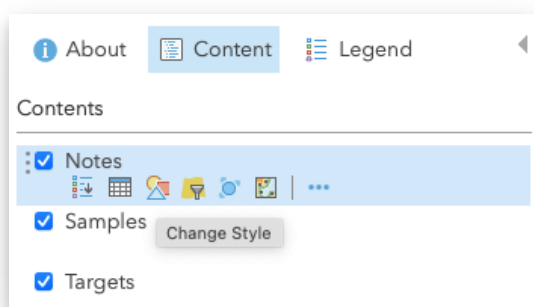 About Content Legend
Contents
Notes
Samples
Change Style
Targets